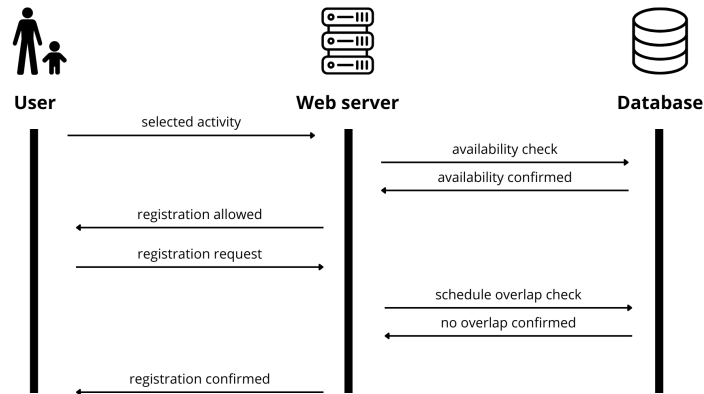 User
Web server
Database
selected activity
availability check
availability confirmed
registration allowed
registration request
schedule overlap check
no overlap confirmed
registration confirmed